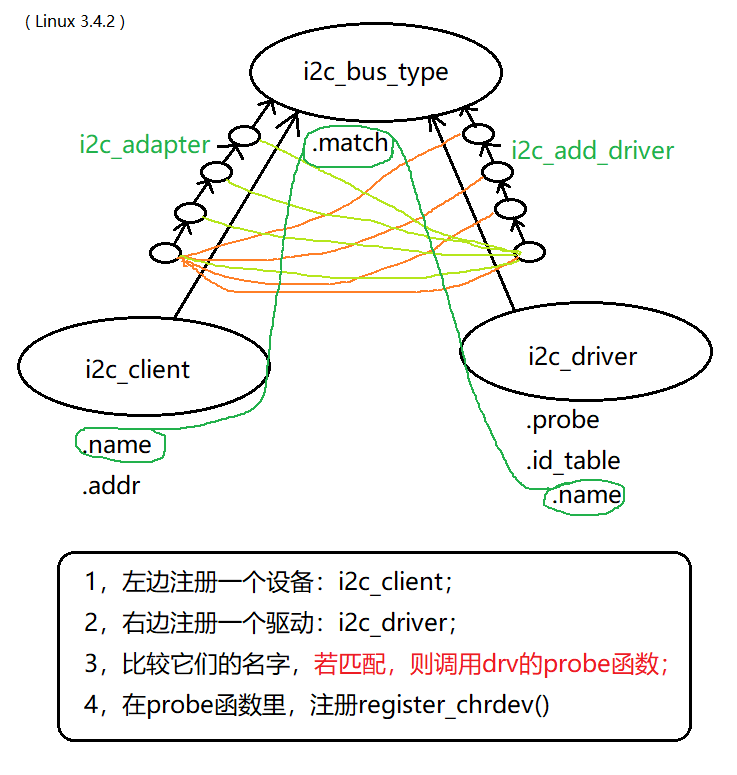 ( Linux 3.4.2 )
i2c_bus_type
i2c_adapter
.match
i2c_add_driver
i2c_client
i2c_driver
.name
.addr
.probe
.id_table
.name
1，左边注册一个设备：i2c_client；
2，右边注册一个驱动：i2c_driver；
3，比较它们的名字，若匹配，则调用drv的probe函数；
4，在probe函数里，注册register_chrdev()